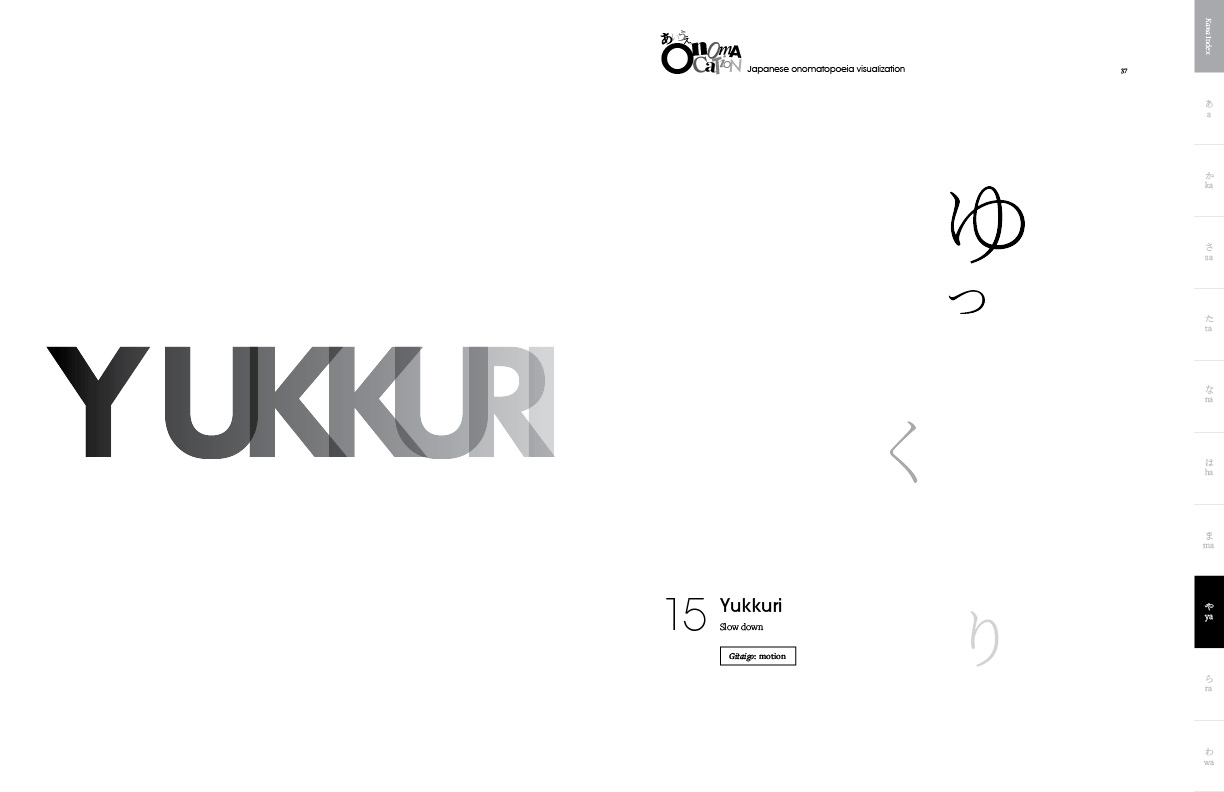 YUKKURI
あいうえ
OnomaCaTioN
Japanese onomatopoeia visualization
37
ゆっくり
15
Yukkuri
Slow down
Gitaigo: motion
Kana Index
あ
a
か
ka
さ
sa
た
ta
な
na
は
ha
ま
ma
や
ya
ら
ra
わ
wa